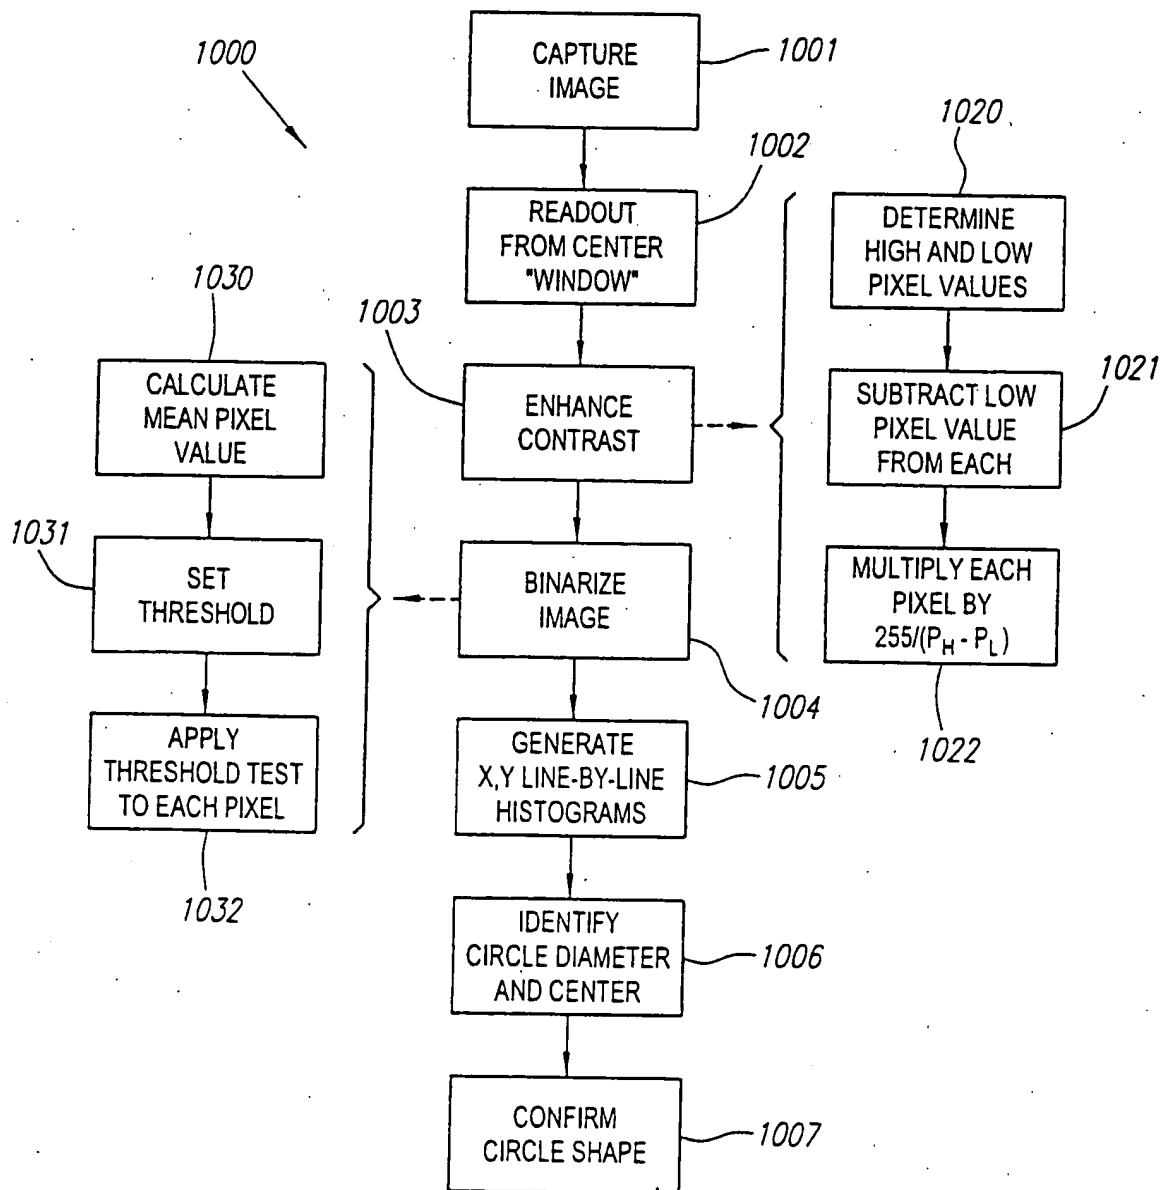 1000
CAPTURE
IMAGE
1001
1002
READOUT
FROM CENTER
"WINDOW"
1003
ENHANCE
CONTRAST
1020
DETERMINE
HIGH AND LOW
PIXEL VALUES
1021
SUBTRACT LOW
PIXEL VALUE
FROM EACH
MULTIPLY EACH
PIXEL BY
255/(P_H - P_L)
1022
1030
CALCULATE
MEAN PIXEL
VALUE
1031
SET
THRESHOLD
APPLY
THRESHOLD TEST
TO EACH PIXEL
1032
BINARIZE
IMAGE
1004
GENERATE
X,Y LINE-BY-LINE
HISTOGRAMS
1005
IDENTIFY
CIRCLE DIAMETER
AND CENTER
1006
CONFIRM
CIRCLE SHAPE
1007